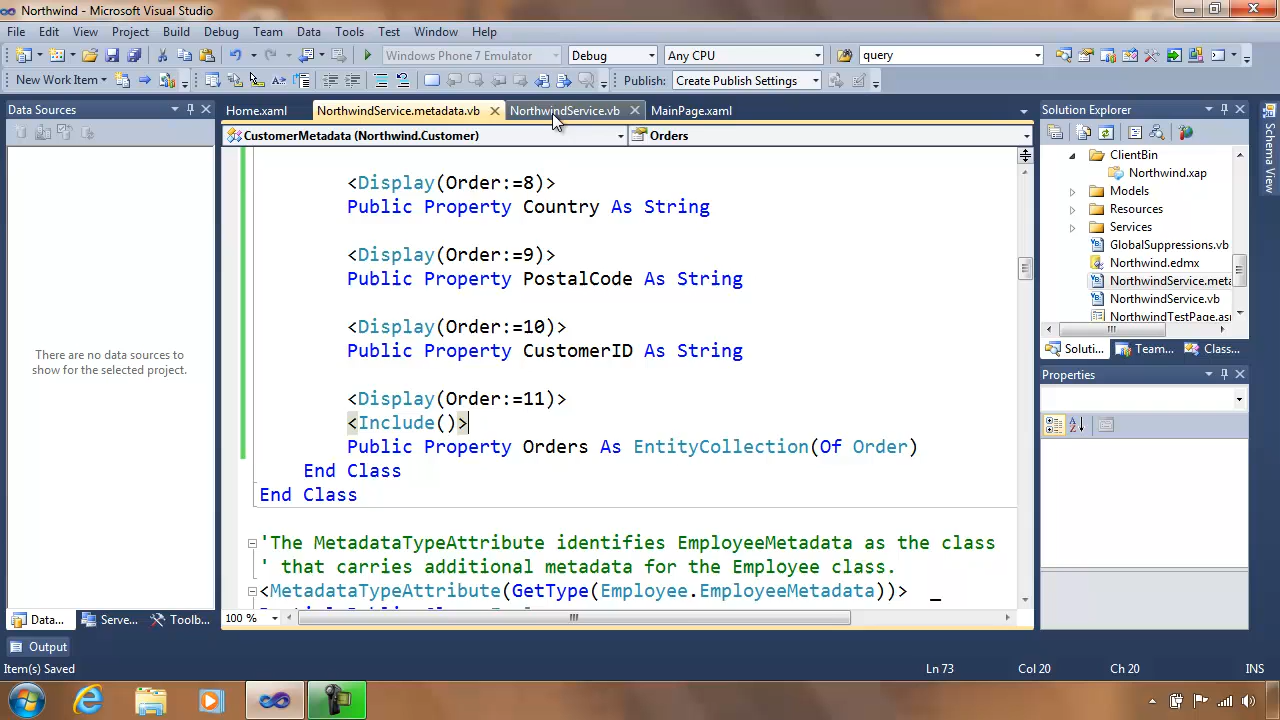 Northwind - Microsoft Visual Studio
File Edit View Project Build Debug Team Data Tools Test Window Help
Windows Phone 7 Emulator Debug Any CPU query
New Work Item Publish: Create Publish Settings
Data Sources
Home.xaml NorthwindService.metadata.vb NorthwindService.vb MainPage.xaml
CustomerMetadata (Northwind.Customer) Orders
<Display(Order:=8)>
Public Property Country As String
<Display(Order:=9)>
Public Property PostalCode As String
<Display(Order:=10)>
Public Property CustomerID As String
<Display(Order:=11)>
<Include()>
Public Property Orders As EntityCollection(Of Order)
End Class
End Class
'The MetadataTypeAttribute identifies EmployeeMetadata as the class
' that carries additional metadata for the Employee class.
<MetadataTypeAttribute(GetType(Employee.EmployeeMetadata))> _
100 %
There are no data sources to
show for the selected project.
Data... Serve... Toolb...
Solution Explorer
ClientBin
Northwind.xap
Models
Resources
Services
GlobalSuppressions.vb
Northwind.edmx
NorthwindService.meta
NorthwindService.vb
NorthwindTestPage.as
Soluti... Team... Class...
Properties
Schema View
Output
Item(s) Saved Ln 73 Col 20 Ch 20 INS